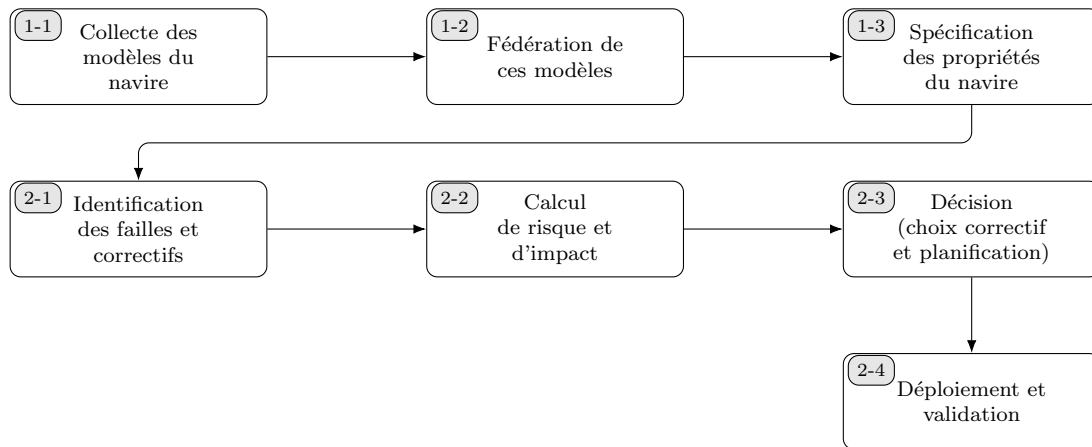 1-1
Collecte des
modèles du
navire
1-2
Fédération de
ces modèles
1-3
Spécification
des propriétés
du navire
2-1
Identification
des failles et
correctifs
2-2
Calcul
de risque et
d'impact
2-3
Décision
(choix correctif
et planification)
2-4
Déploiement et
validation